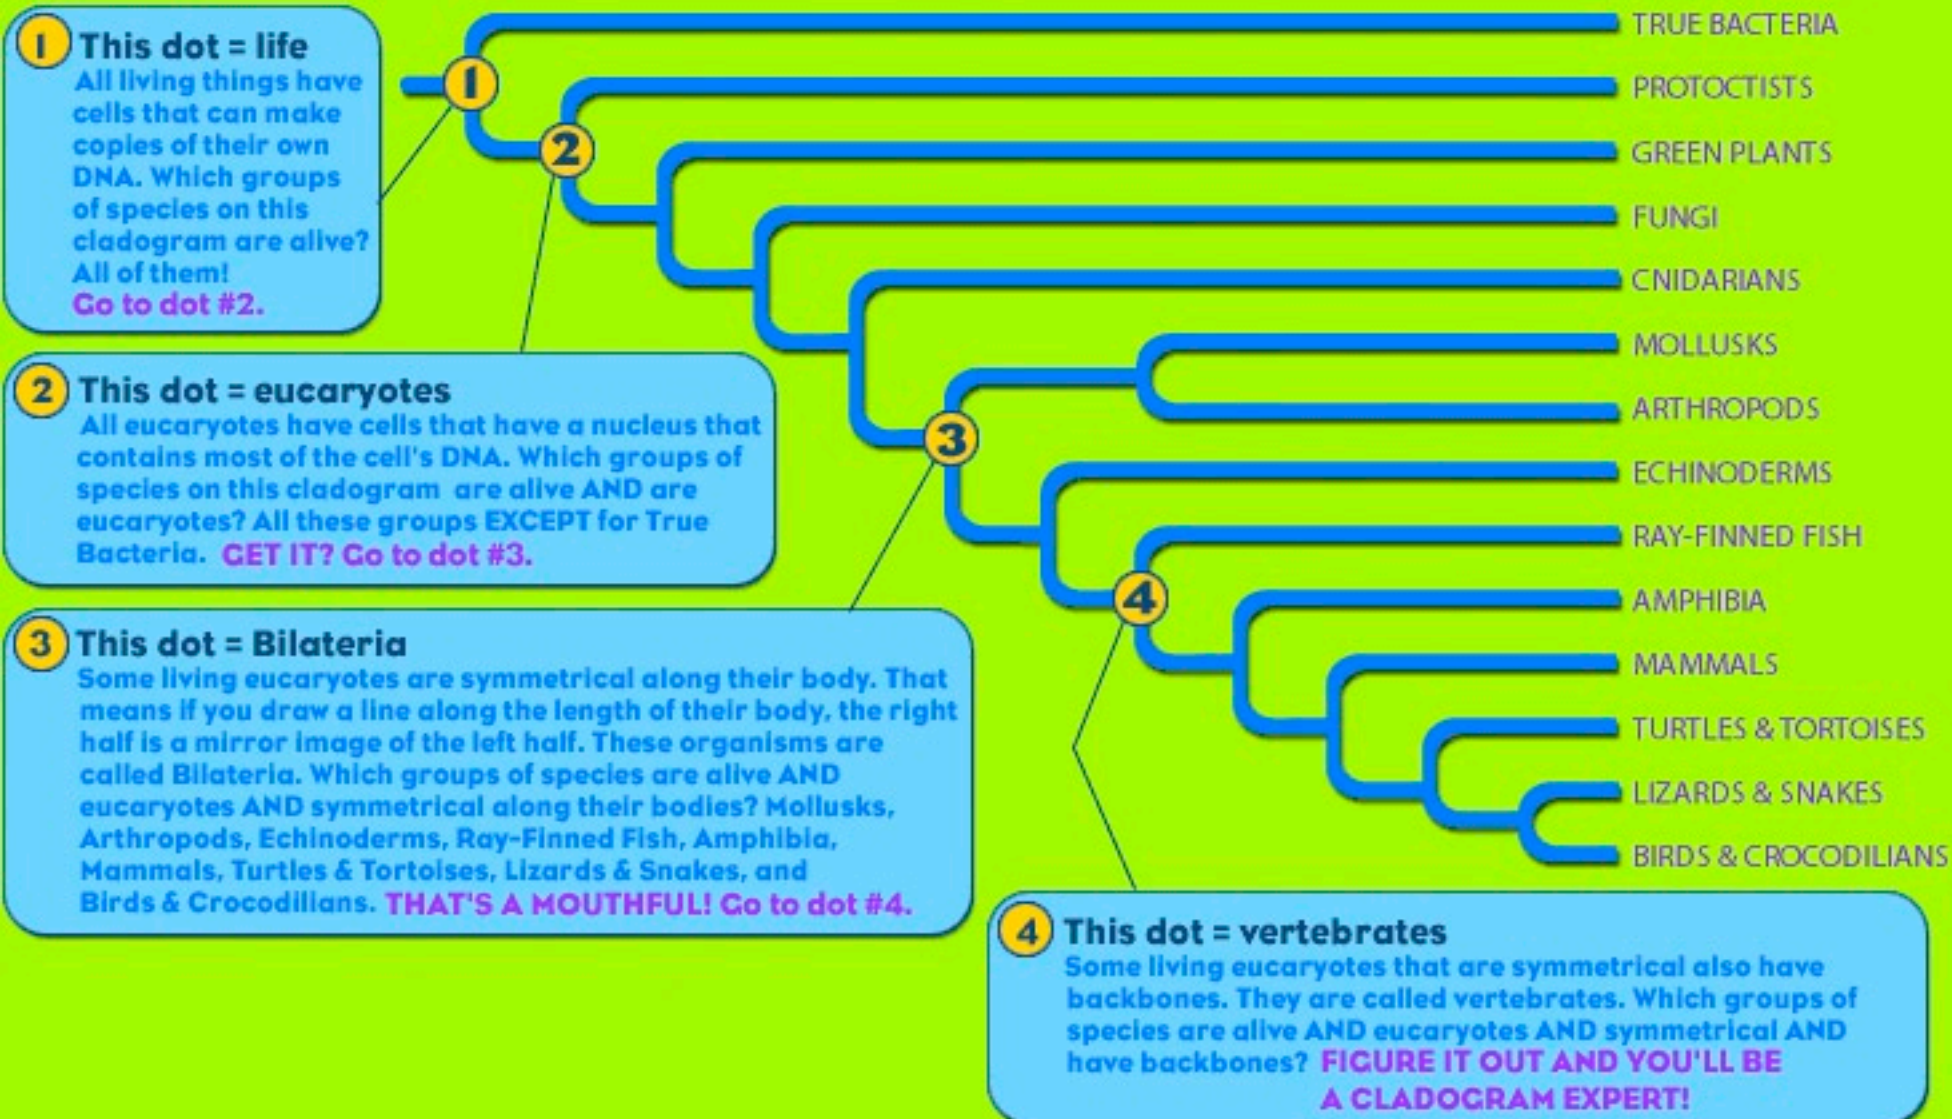 1 This dot = life
All living things have
cells that can make
copies of their own
DNA. Which groups
of species on this
cladogram are alive?
All of them!
Go to dot #2.
2 This dot = eucaryotes
All eucaryotes have cells that have a nucleus that
contains most of the cell's DNA. Which groups of
species on this cladogram are alive AND are
eucaryotes? All these groups EXCEPT for True
Bacteria. GET IT? Go to dot #3.
3 This dot = Bilateria
Some living eucaryotes are symmetrical along their body. That
means if you draw a line along the length of their body, the right
half is a mirror image of the left half. These organisms are
called Bilateria. Which groups of species are alive AND
eucaryotes AND symmetrical along their bodies? Mollusks,
Arthropods, Echinoderms, Ray-Finned Fish, Amphibia,
Mammals, Turtles & Tortoises, Lizards & Snakes, and
Birds & Crocodilians. THAT'S A MOUTHFUL! Go to dot #4.
1
2
3
4
TRUE BACTERIA
PROTOCTISTS
GREEN PLANTS
FUNGI
CNIDARIANS
MOLLUSKS
ARTHROPODS
ECHINODERMS
RAY-FINNED FISH
AMPHIBIA
MAMMALS
TURTLES & TORTOISES
LIZARDS & SNAKES
BIRDS & CROCODILIANS
4 This dot = vertebrates
Some living eucaryotes that are symmetrical also have
backbones. They are called vertebrates. Which groups of
species are alive AND eucaryotes AND symmetrical AND
have backbones? FIGURE IT OUT AND YOU'LL BE
A CLADOGRAM EXPERT!